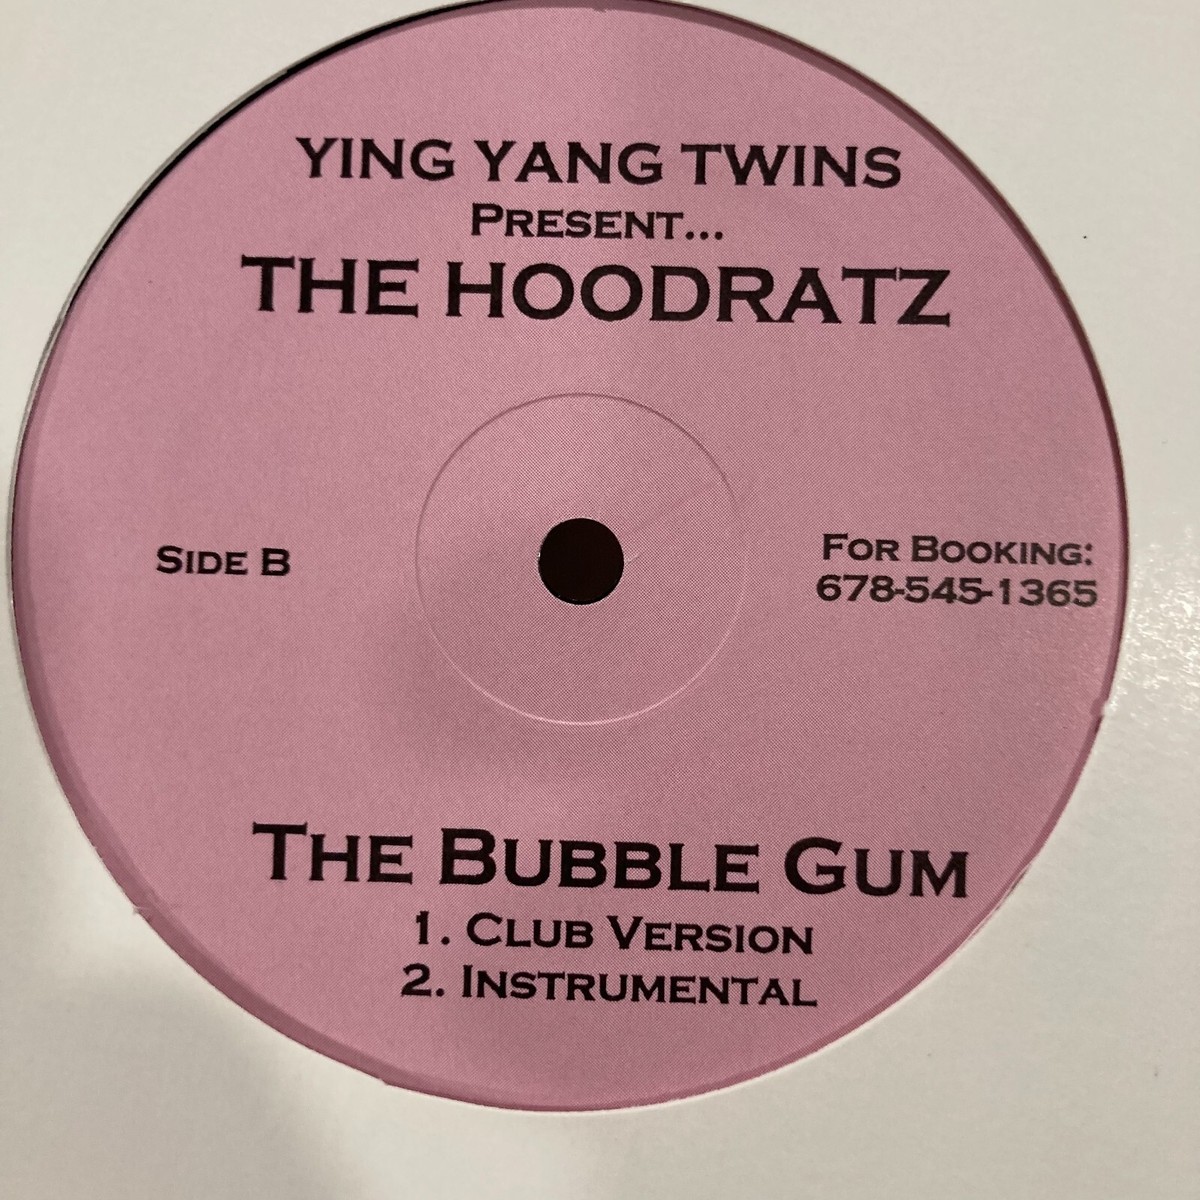 YING YANG TWINS
PRESENT...
THE HOODRATZ
SIDE B
FOR BOOKING:
678-545-1365
THE BUBBLE GUM
1. CLUB VERSION
2. INSTRUMENTAL